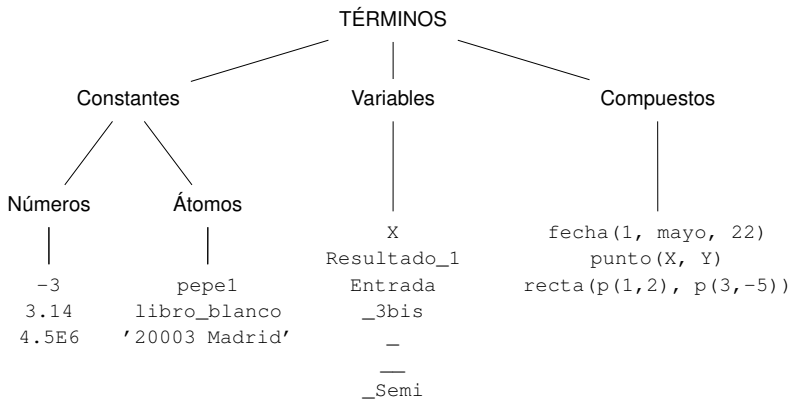 TÉRMINOS
Constantes
Variables
Compuestos
Números
Átomos
-3
3.14
4.5E6
pepe1
libro_blanco
'20003 Madrid'
X
Resultado_1
Entrada
_3bis
_
__
_Semi
fecha(1, mayo, 22)
punto(X, Y)
recta(p(1,2), p(3,-5))